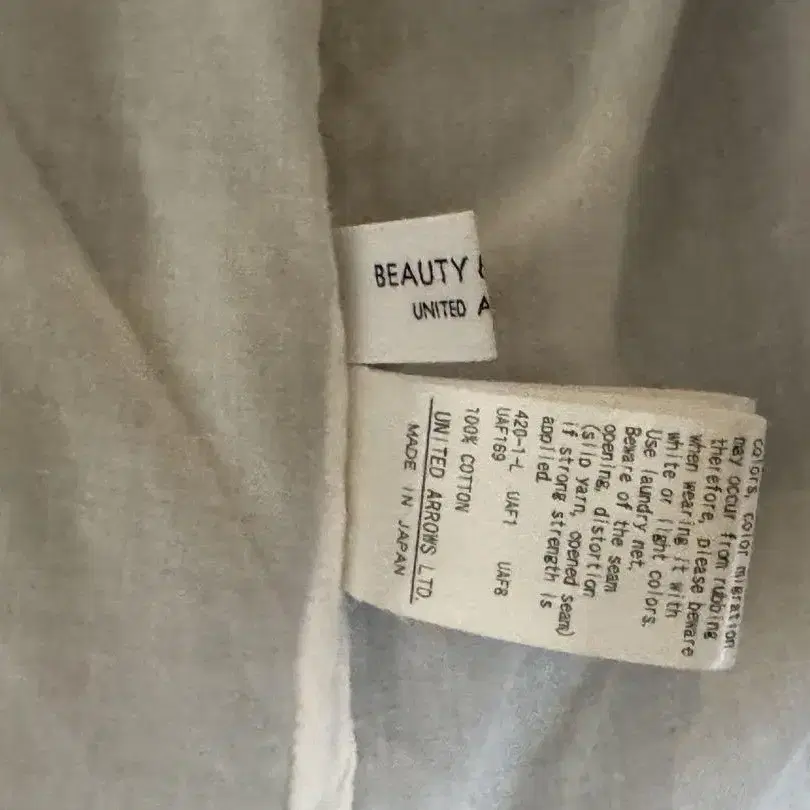 BEAUTY &
UNITED A
colors, color migration
may occur from rubbing
therefore, please beware
when wearing it with
white or light colors.
Use laundry net.
Beware of the seam
opening, distortion
(slip yarn, opened seam)
if strong strength is
applied
420-1-L UAF1 UAF8
UAF169
100% COTTON
UNITED ARROWS LTD.
MADE IN JAPAN